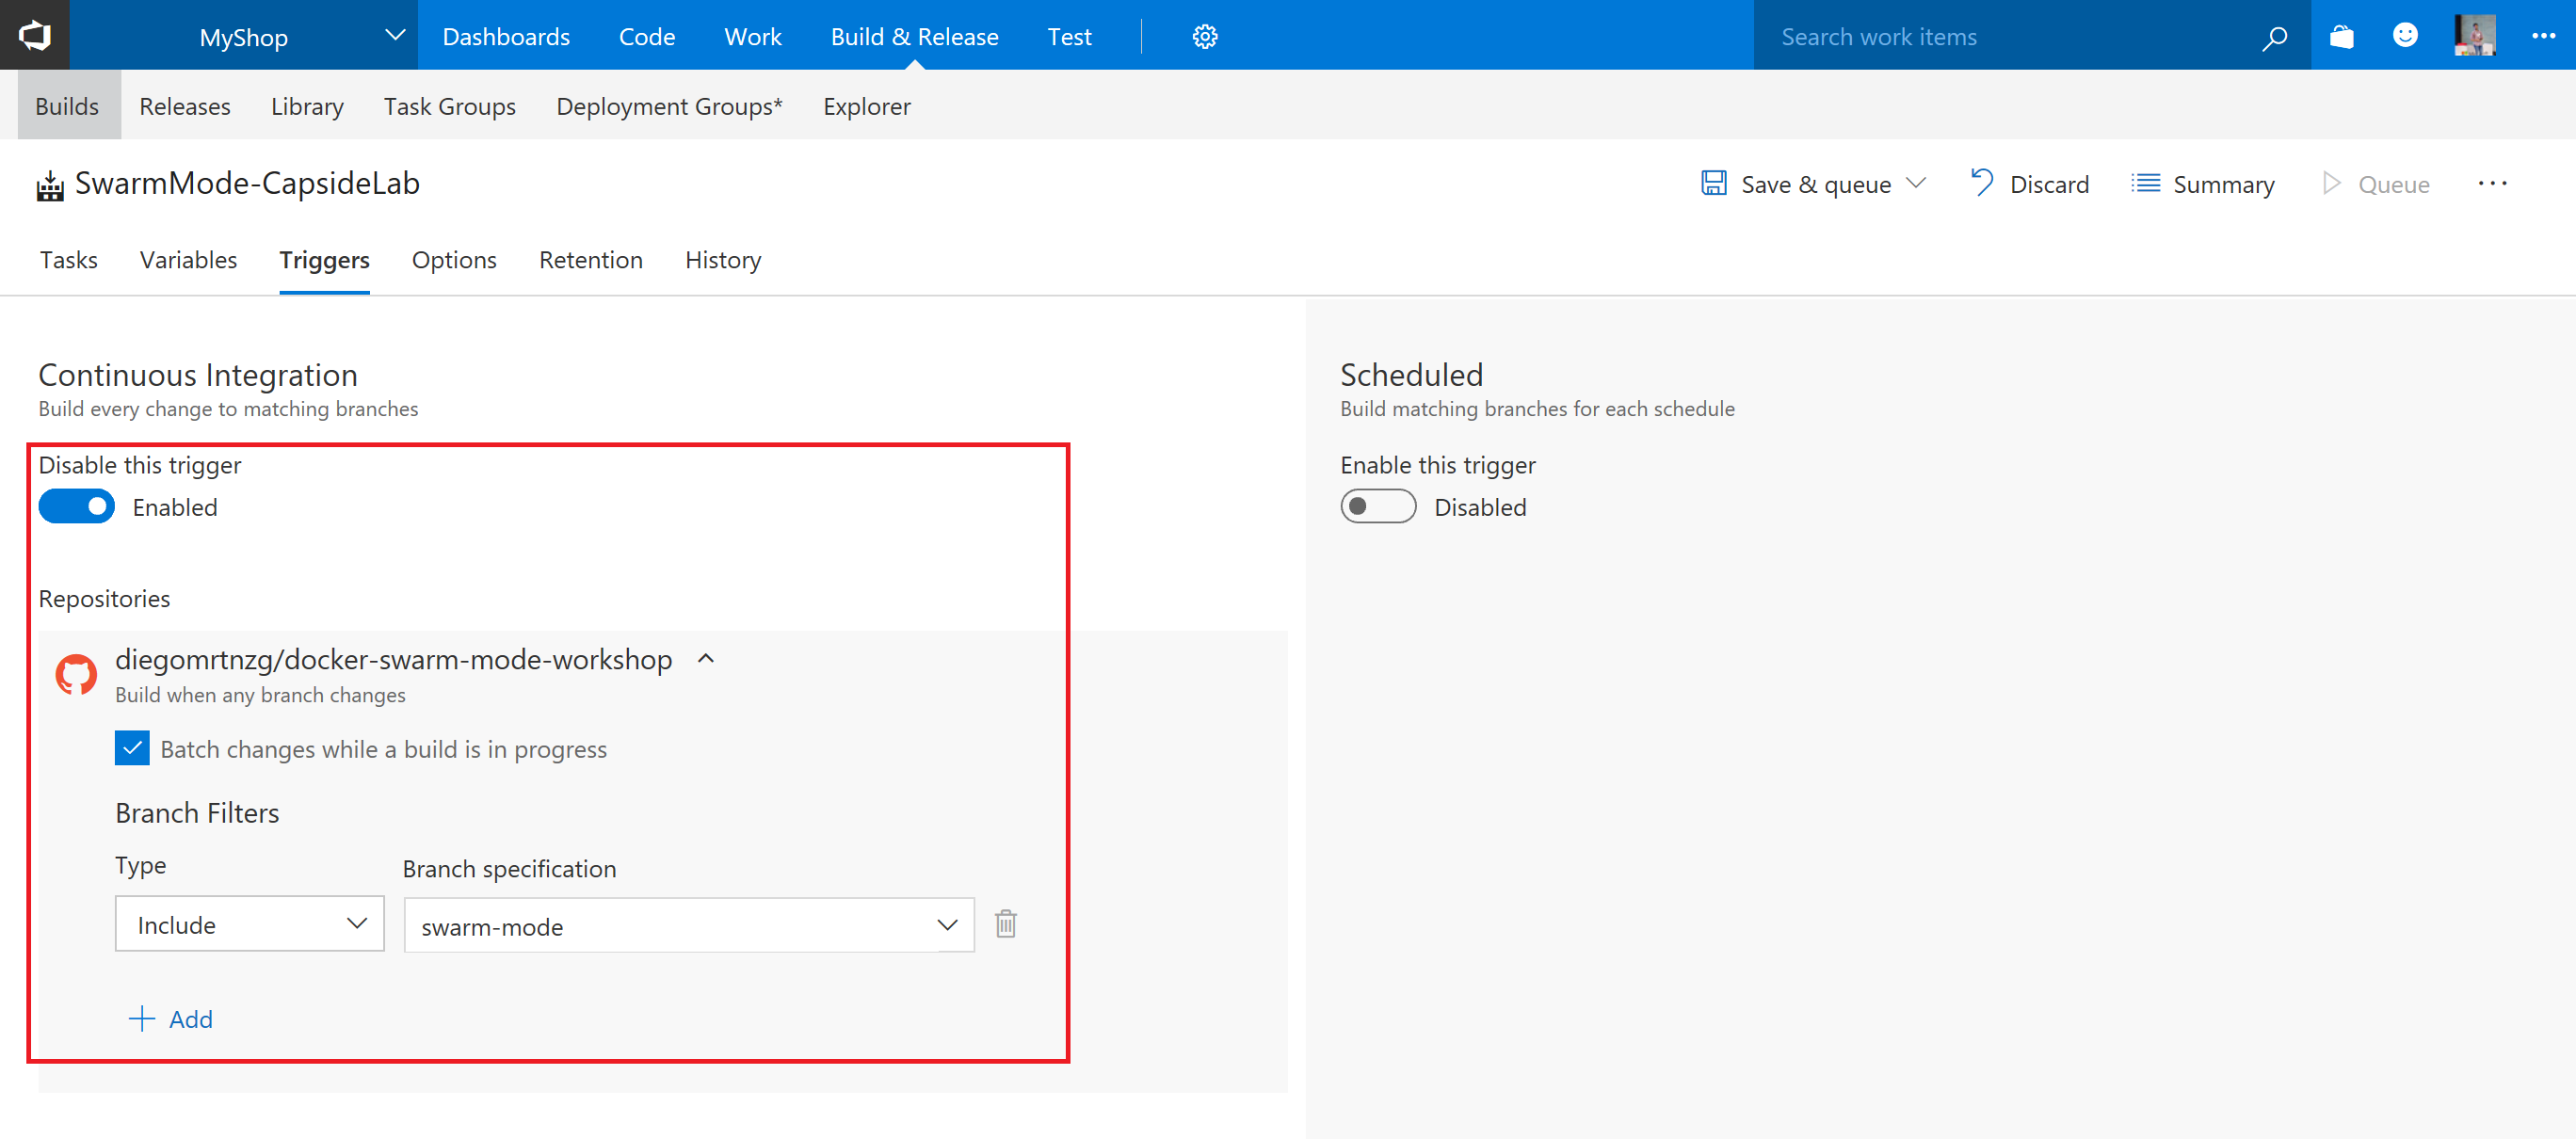 MyShop Dashboards Code Work Build & Release Test Search work items
Builds Releases Library Task Groups Deployment Groups* Explorer
SwarmMode-CapsideLab Save & queue Discard Summary Queue
Tasks Variables Triggers Options Retention History
Continuous Integration
Build every change to matching branches
Disable this trigger
Enabled
Repositories
diegomrtnzg/docker-swarm-mode-workshop
Build when any branch changes
Batch changes while a build is in progress
Branch Filters
Type Branch specification
Include swarm-mode
Add
Scheduled
Build matching branches for each schedule
Enable this trigger
Disabled